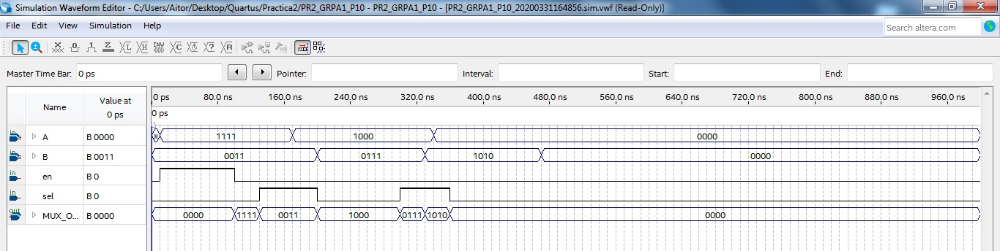 Simulation Waveform Editor - C:/Users/Aitor/Desktop/Quartus/Practica2/PR2_GRPA1_P10 - PR2_GRPA1_P10 - [PR2_GRPA1_P10_20200331164856.sim.vwf (Read-Only)]
File Edit View Simulation Help Search altera.com
Master Time Bar: 0 ps Pointer: Interval: Start: End:
Name Value at 0 ps
0 ps 80.0 ns 160.0 ns 240.0 ns 320.0 ns 400.0 ns 480.0 ns 560.0 ns 640.0 ns 720.0 ns 800.0 ns 880.0 ns 960.0 ns
0 ps
in A B 0000 1111 1000 0000
in B B 0011 0011 0111 1010 0000
in en B 0
in sel B 0
out MUX_O... B 0000 0000 1111 0011 1000 0111 1010 0000